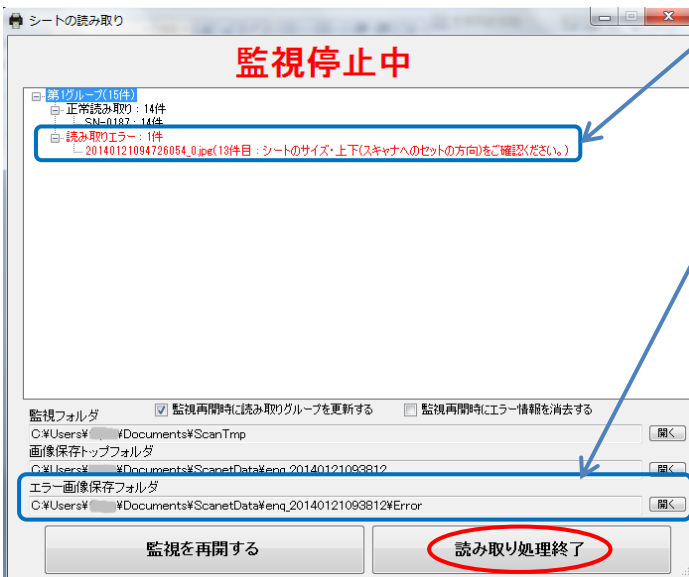 シートの読み取り
監視停止中
第1グループ(15件)
正常読み取り：14件
SN-0187：14件
読み取りエラー：1件
20140121094726054_0.jpg(13件目：シートのサイズ・上下(スキャナへのセットの方向)をご確認ください。)
監視フォルダ
監視再開時に読み取りグループを更新する
監視再開時にエラー情報を消去する
C:¥Users¥ ¥Documents¥ScanTmp
開く
画像保存トップフォルダ
C:¥Users¥ ¥Documents¥ScanetData¥enq_20140121093812
開く
エラー画像保存フォルダ
C:¥Users¥ ¥Documents¥ScanetData¥enq_20140121093812¥Error
開く
監視を再開する
読み取り処理終了